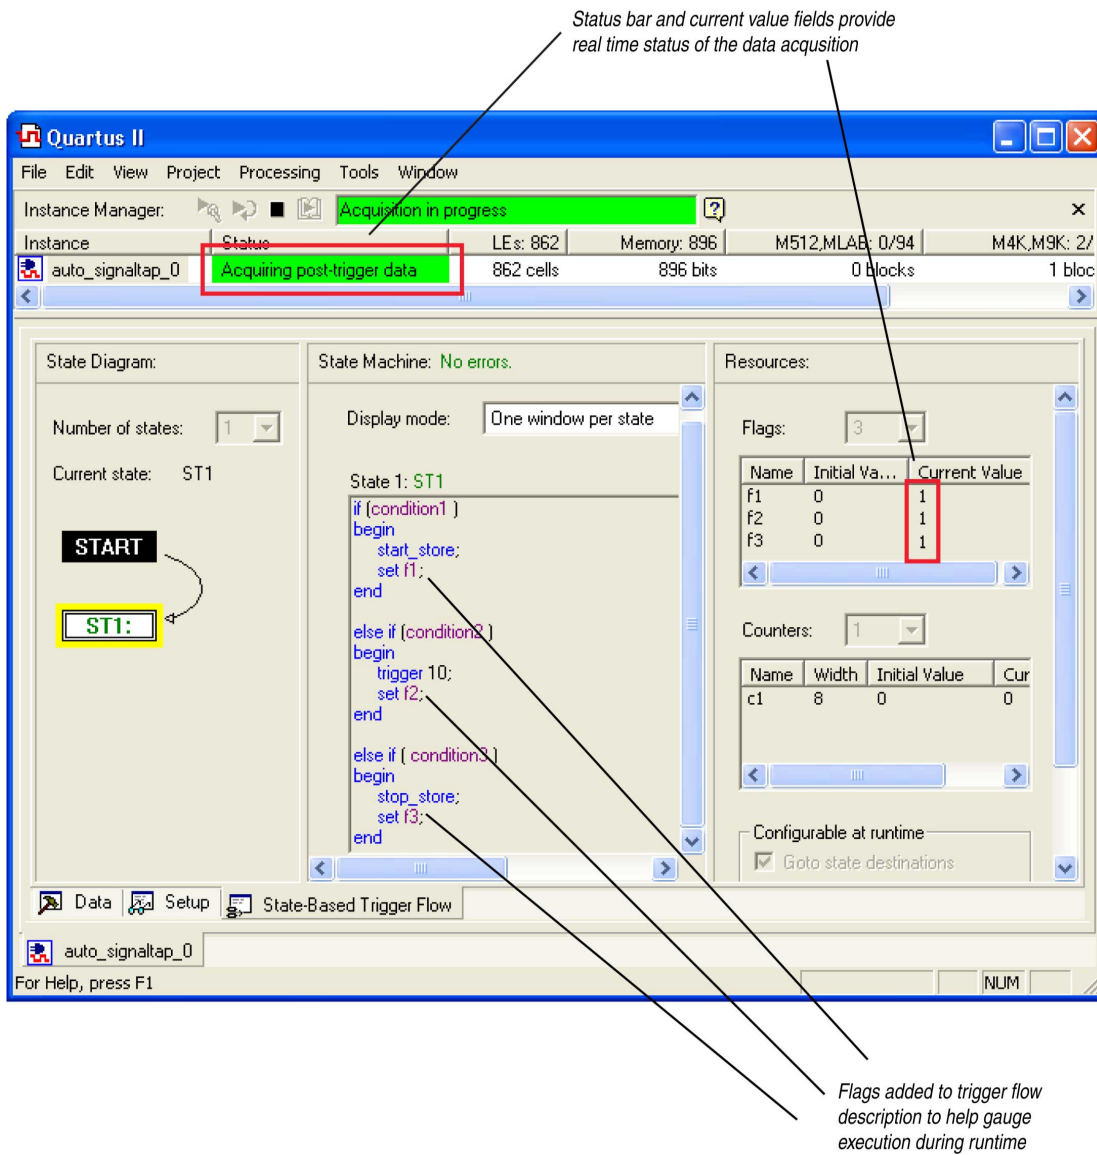 Status bar and current value fields provide
real time status of the data acqusition
Quartus II
File Edit View Project Processing Tools Window
Instance Manager: Acquisition in progress
Instance Status LEs: 862 Memory: 896 M512,MLAB: 0/94 M4K,M9K: 2/
auto_signaltap_0 Acquiring post-trigger data 862 cells 896 bits 0 blocks 1 bloc
State Diagram:
Number of states: 1
Current state: ST1
START
ST1:
State Machine: No errors.
Display mode: One window per state
State 1: ST1
if (condition1 )
begin
start_store;
set f1;
end
else if (condition2 )
begin
trigger 10;
set f2;
end
else if ( condition3 )
begin
stop_store;
set f3;
end
Resources:
Flags: 3
Name Initial Va... Current Value
f1 0 1
f2 0 1
f3 0 1
Counters: 1
Name Width Initial Value Cur
c1 8 0 0
Configurable at runtime
Goto state destinations
Data Setup State-Based Trigger Flow
auto_signaltap_0
For Help, press F1 NUM
Flags added to trigger flow
description to help gauge
execution during runtime